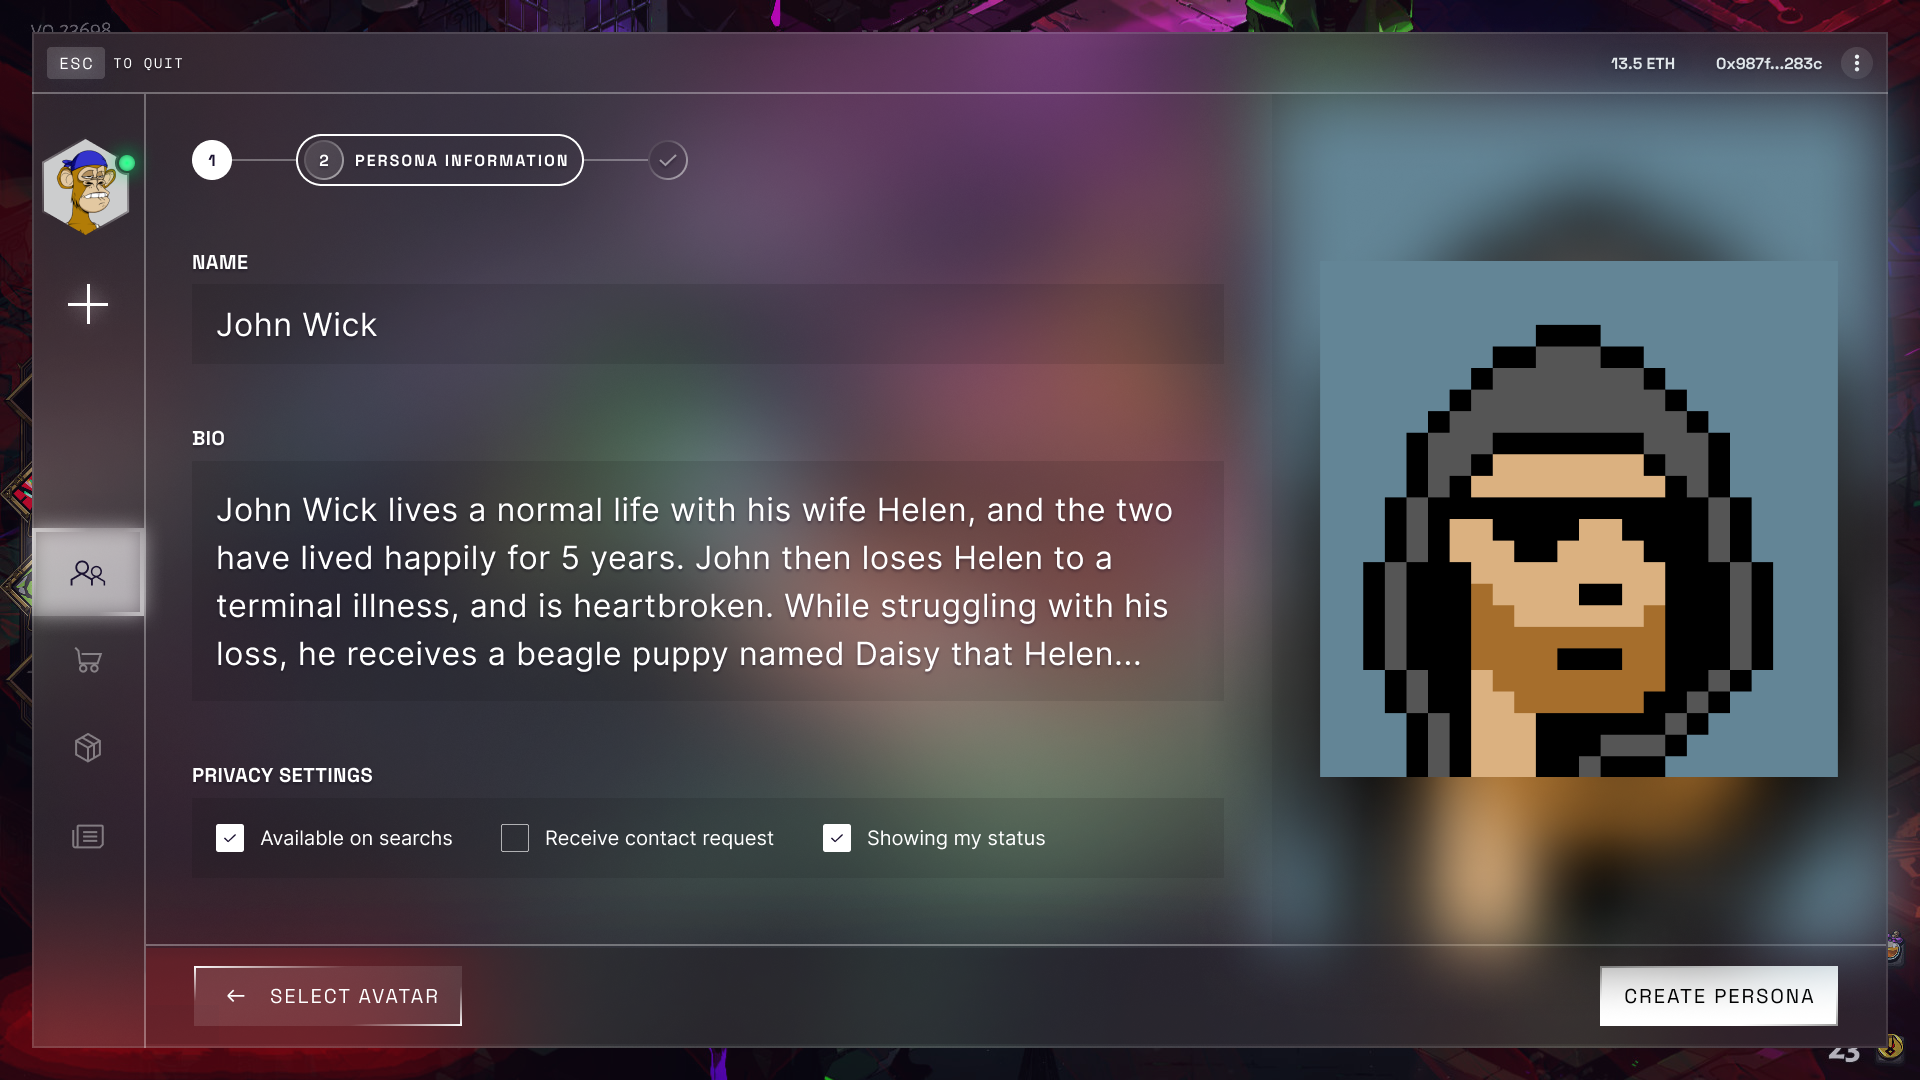 V0.23698
ESC TO QUIT
13.5 ETH
0x987f...283c
1
2 PERSONA INFORMATION
NAME
John Wick
BIO
John Wick lives a normal life with his wife Helen, and the two
have lived happily for 5 years. John then loses Helen to a
terminal illness, and is heartbroken. While struggling with his
loss, he receives a beagle puppy named Daisy that Helen...
PRIVACY SETTINGS
Available on searchs
Receive contact request
Showing my status
← SELECT AVATAR
CREATE PERSONA
23